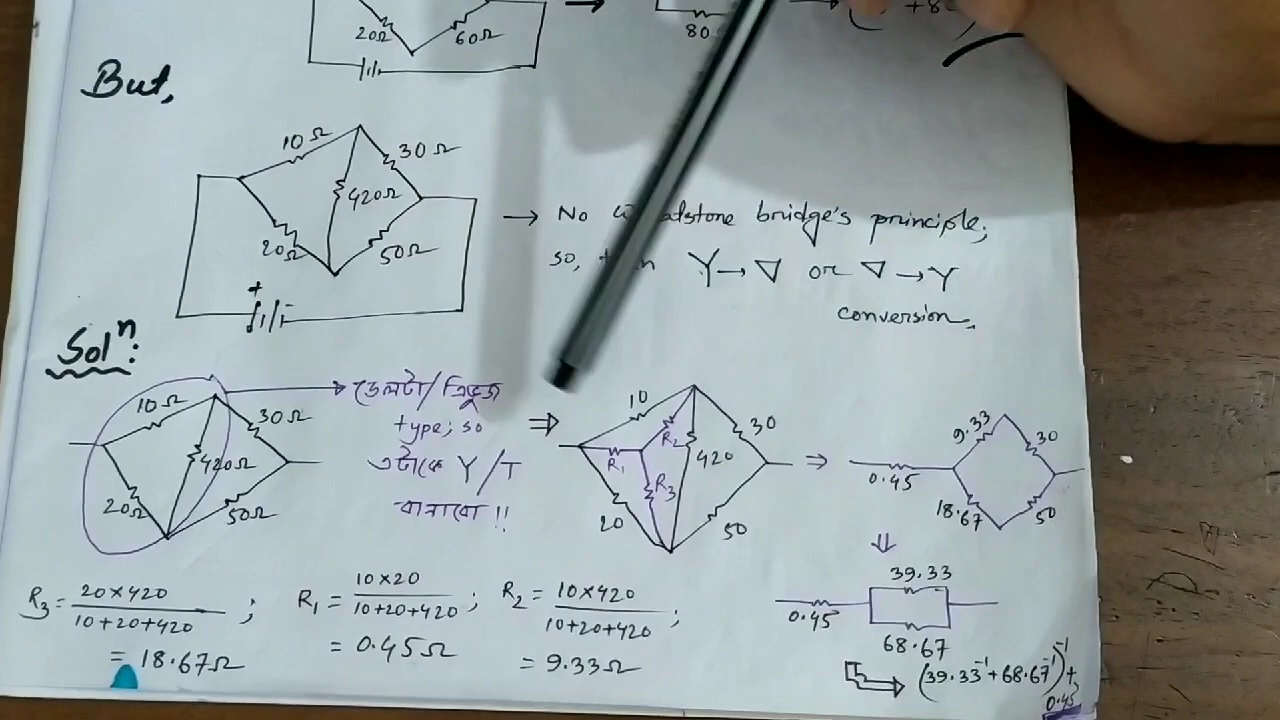 20Ω 60Ω
80
+8
But,
10Ω 30Ω
420Ω
20Ω 50Ω
+
→ No bridge's principle,
so, Y→∇ or ∇→Y
conversion,
Solⁿ:
10Ω 30Ω
420Ω
20Ω 50Ω
ডেলটা/ত্রিভুজ
type; so
এটাকে Y/T
বানাবো !!
⇒
10 30
R₁ R₂ 420
R₃
20 50
⇒
9.33 30
0.45
18.67 50
⇓
39.33
0.45
68.67
(39.33⁻¹+68.67⁻¹)⁻¹+
0.45
R₃ = 20×420 / 10+20+420 ;
= 18.67Ω
R₁ = 10×20 / 10+20+420 ;
= 0.45Ω
R₂ = 10×420 / 10+20+420 ;
= 9.33Ω